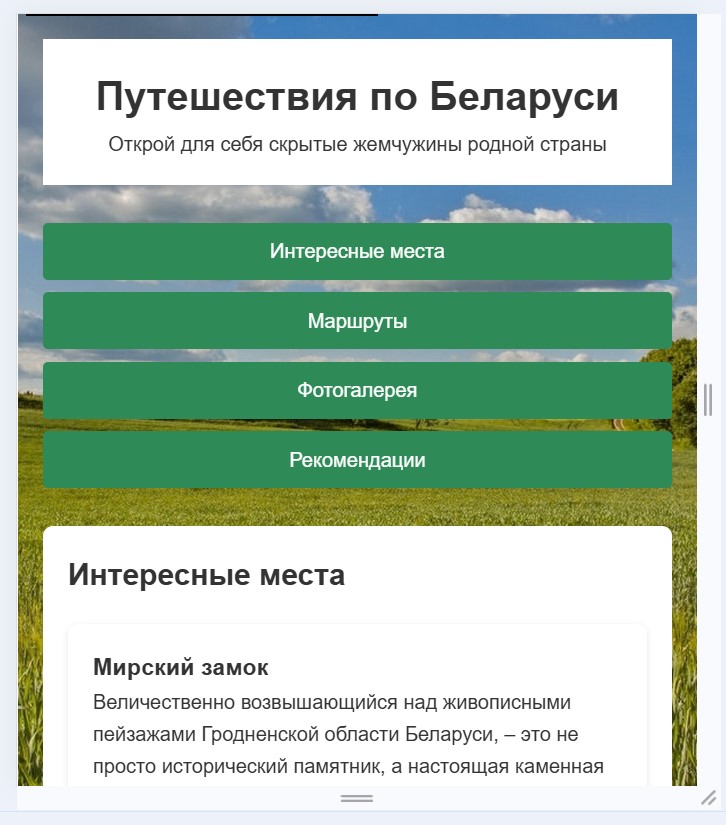 Путешествия по Беларуси
Открой для себя скрытые жемчужины родной страны
Интересные места
Маршруты
Фотогалерея
Рекомендации
Интересные места
Мирский замок
Величественно возвышающийся над живописными
пейзажами Гродненской области Беларуси, – это не
просто исторический памятник, а настоящая каменная